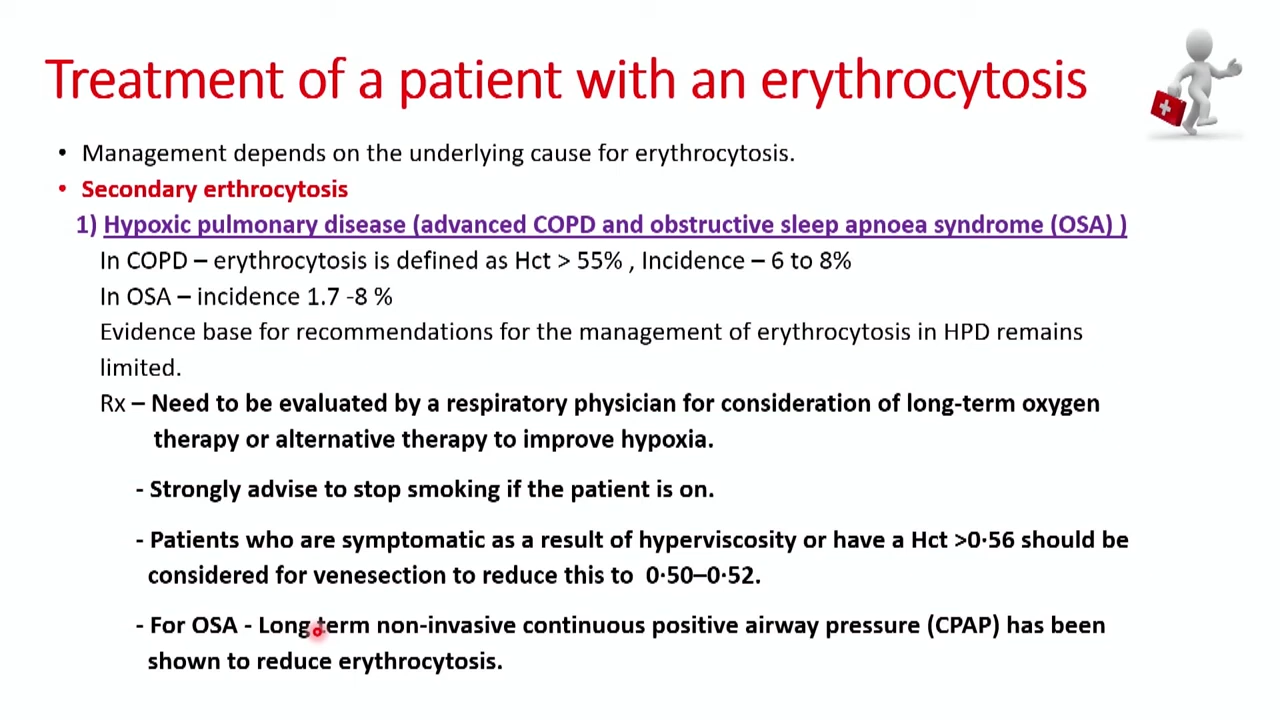 Treatment of a patient with an erythrocytosis
• Management depends on the underlying cause for erythrocytosis.
• Secondary erthrocytosis
1) Hypoxic pulmonary disease (advanced COPD and obstructive sleep apnoea syndrome (OSA) )
In COPD – erythrocytosis is defined as Hct > 55% , Incidence – 6 to 8%
In OSA – incidence 1.7 -8 %
Evidence base for recommendations for the management of erythrocytosis in HPD remains
limited.
Rx – Need to be evaluated by a respiratory physician for consideration of long-term oxygen
therapy or alternative therapy to improve hypoxia.
- Strongly advise to stop smoking if the patient is on.
- Patients who are symptomatic as a result of hyperviscosity or have a Hct >0·56 should be
considered for venesection to reduce this to 0·50–0·52.
- For OSA - Long term non-invasive continuous positive airway pressure (CPAP) has been
shown to reduce erythrocytosis.